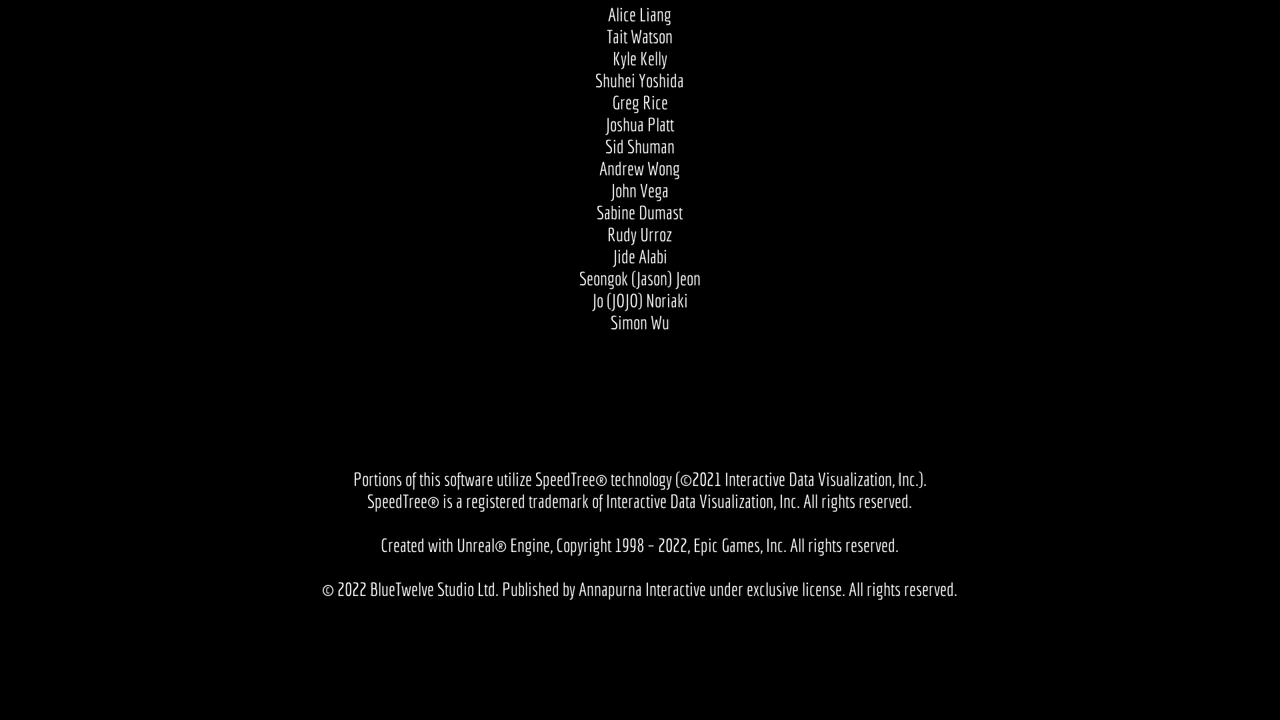 Alice Liang
Tait Watson
Kyle Kelly
Shuhei Yoshida
Greg Rice
Joshua Platt
Sid Shuman
Andrew Wong
John Vega
Sabine Dumast
Rudy Urroz
Jide Alabi
Seongok (Jason) Jeon
Jo (JOJO) Noriaki
Simon Wu
Portions of this software utilize SpeedTree® technology (©2021 Interactive Data Visualization, Inc.).
SpeedTree® is a registered trademark of Interactive Data Visualization, Inc. All rights reserved.
Created with Unreal® Engine, Copyright 1998 – 2022, Epic Games, Inc. All rights reserved.
© 2022 BlueTwelve Studio Ltd. Published by Annapurna Interactive under exclusive license. All rights reserved.